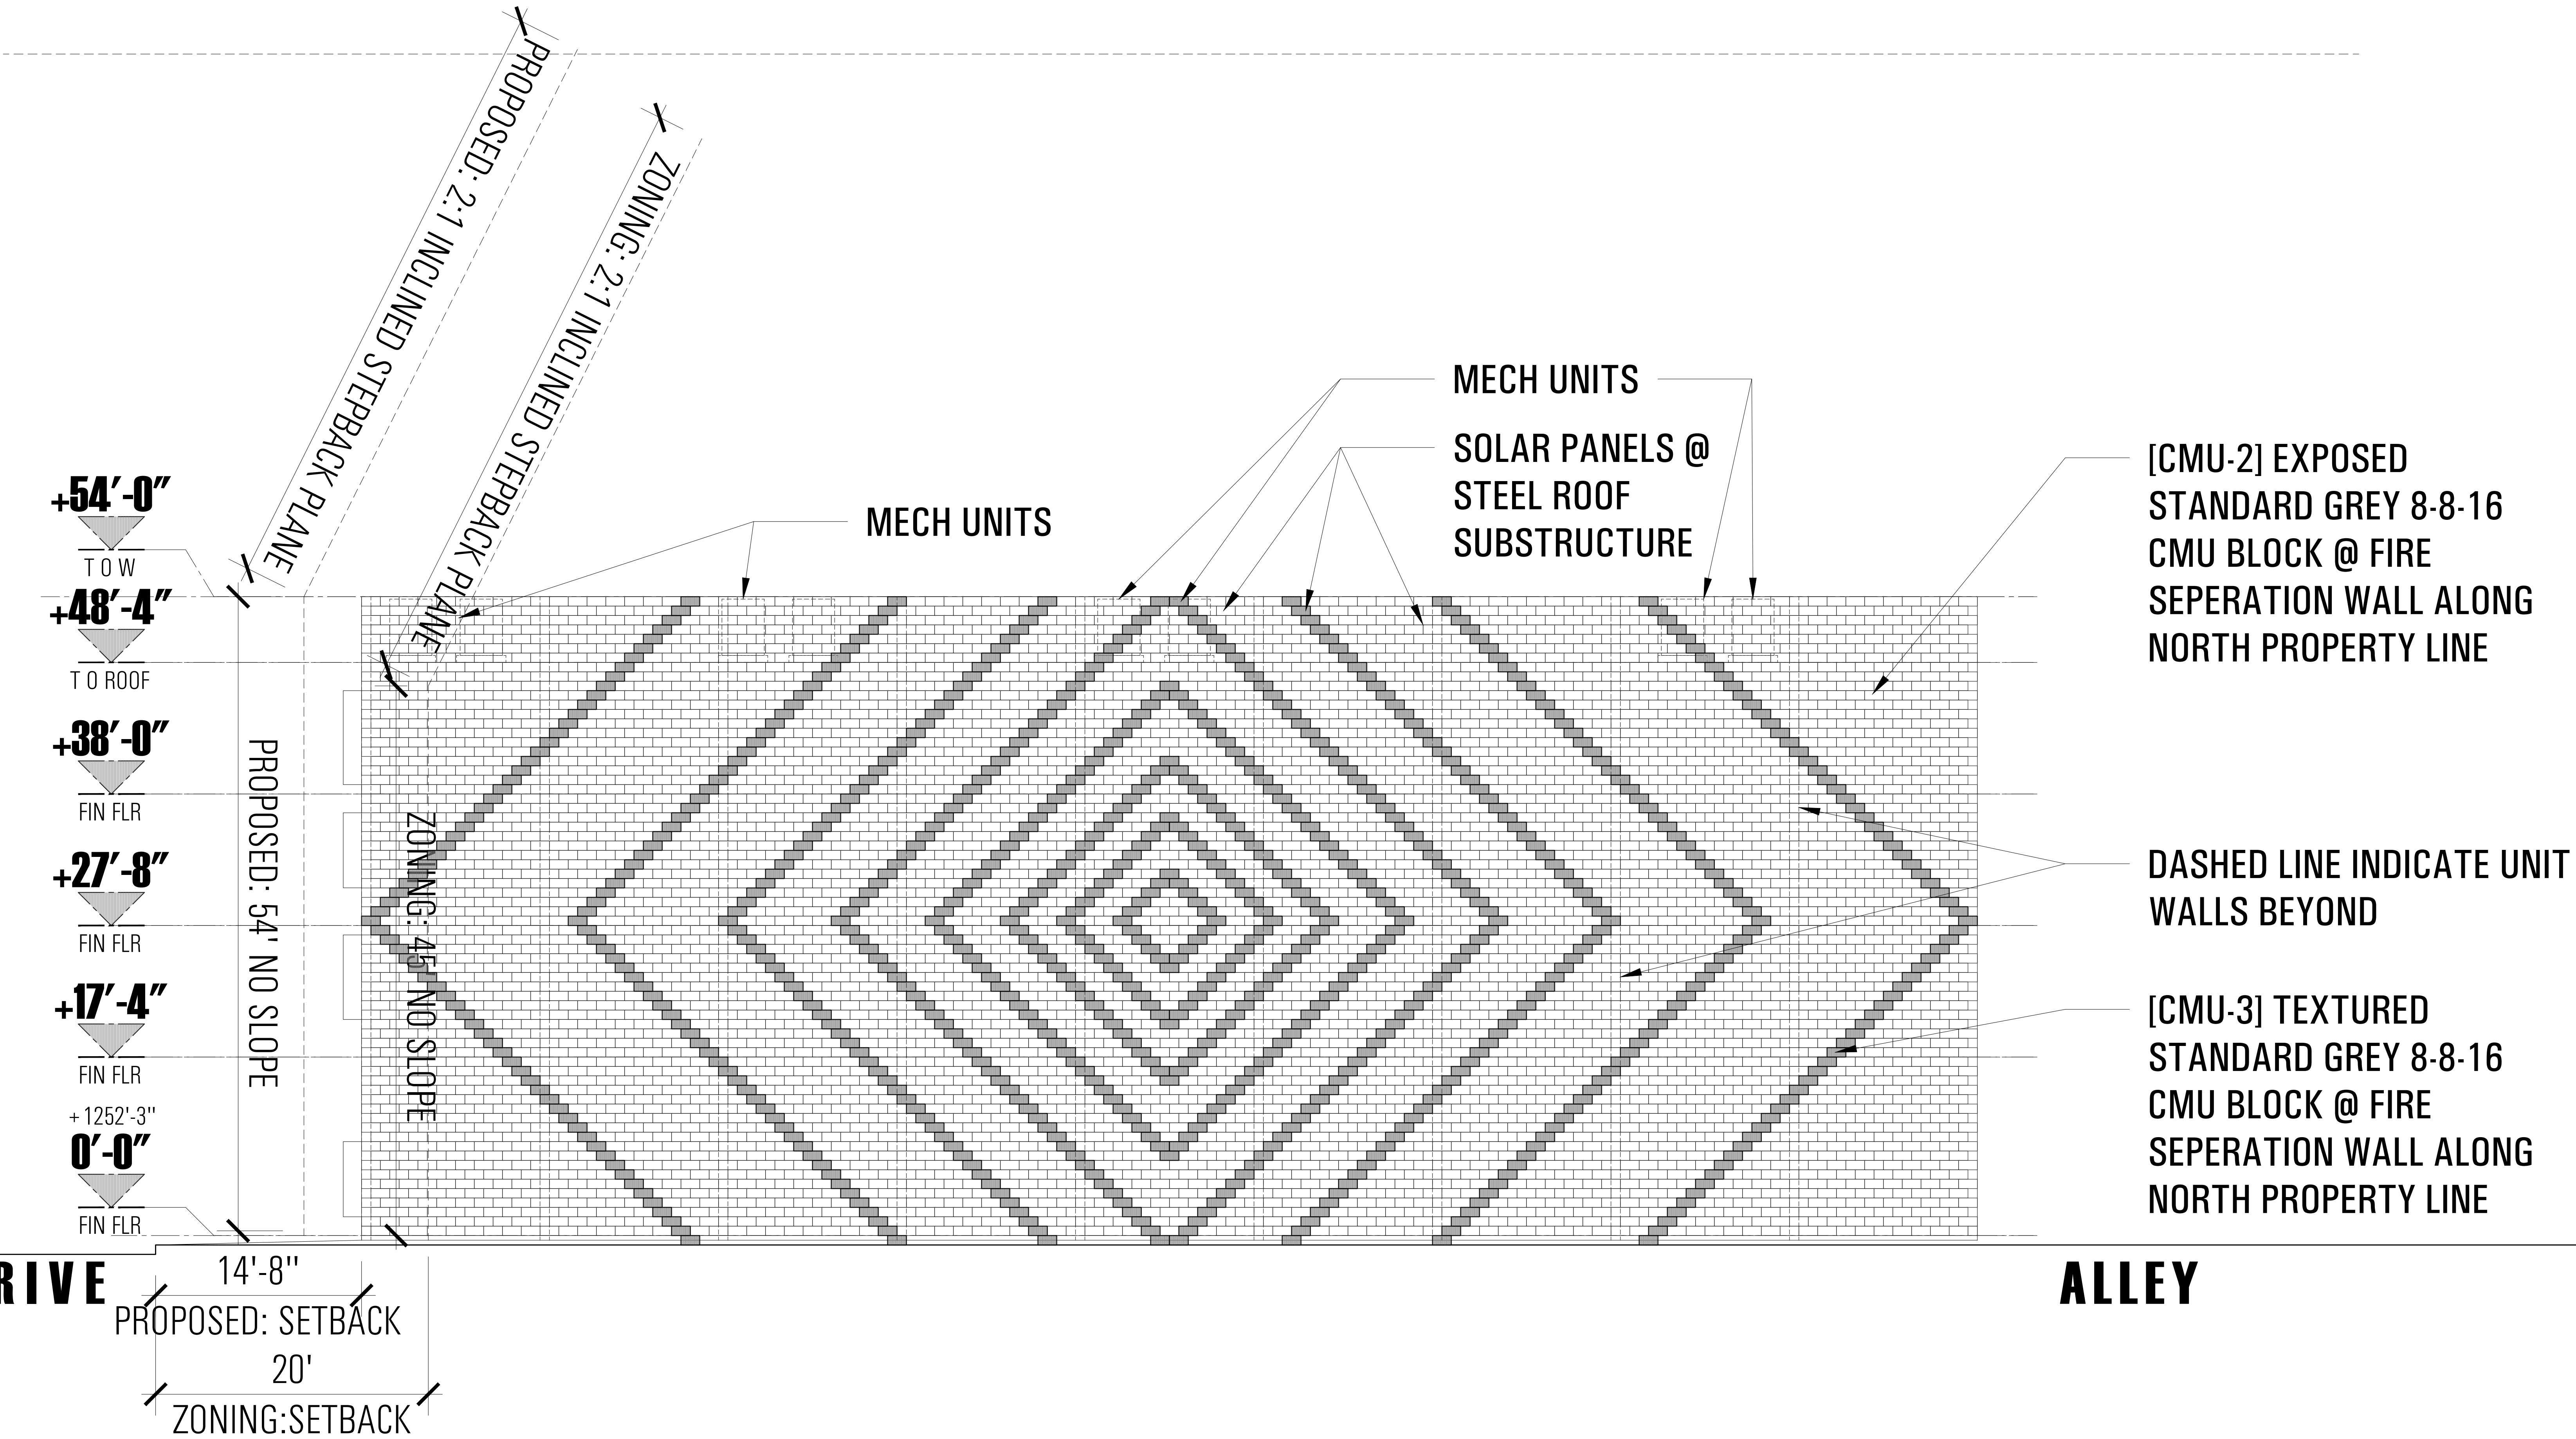 PROPOSED: 2:1 INCLINED STEPBACK PLANE
ZONING: 2:1 INCLINED STEPBACK PLANE
MECH UNITS
SOLAR PANELS @
STEEL ROOF
SUBSTRUCTURE
MECH UNITS
[CMU-2] EXPOSED
STANDARD GREY 8-8-16
CMU BLOCK @ FIRE
SEPERATION WALL ALONG
NORTH PROPERTY LINE
+54'-0"
T O W
+48'-4"
T O ROOF
+38'-0"
FIN FLR
+27'-8"
FIN FLR
+17'-4"
FIN FLR
+ 1252'-3"
0'-0"
FIN FLR
PROPOSED: 54' NO SLOPE
ZONING: 45' NO SLOPE
DASHED LINE INDICATE UNIT
WALLS BEYOND
[CMU-3] TEXTURED
STANDARD GREY 8-8-16
CMU BLOCK @ FIRE
SEPERATION WALL ALONG
NORTH PROPERTY LINE
RIVE
ALLEY
14'-8"
PROPOSED: SETBACK
20'
ZONING:SETBACK